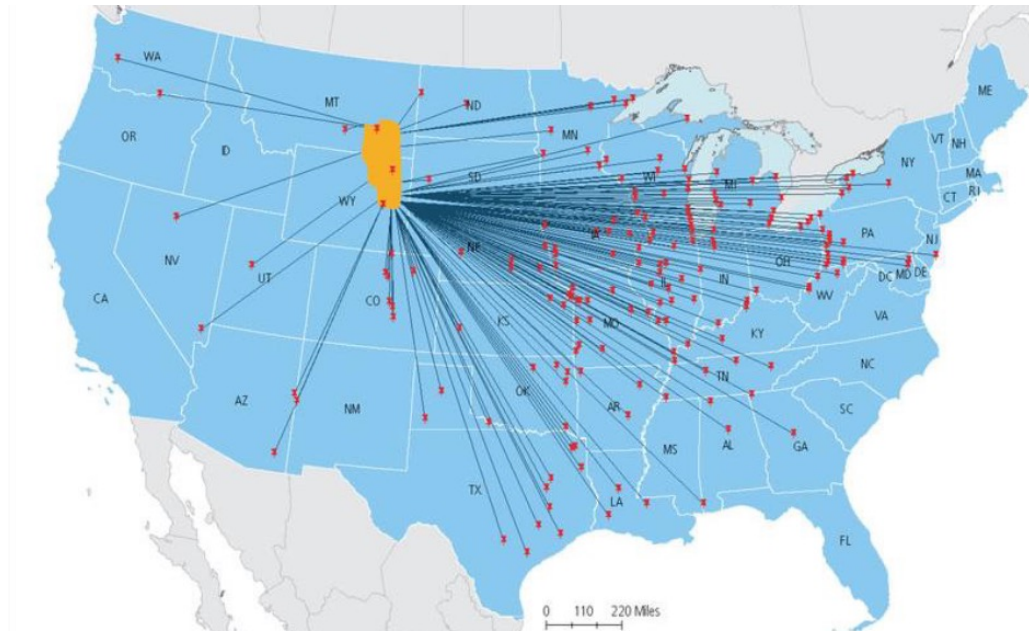 WA
ME
MT
ND
OR
MN
VT
ID
NH
NY
WI
MA
SD
MI
WY
CT
RI
IA
PA
NE
NJ
NV
OH
UT
IN
IL
DC
MD
DE
CA
CO
WV
VA
KS
MO
KY
NC
TN
OK
AZ
NM
AR
SC
MS
AL
GA
TX
LA
FL
0 110 220 Miles